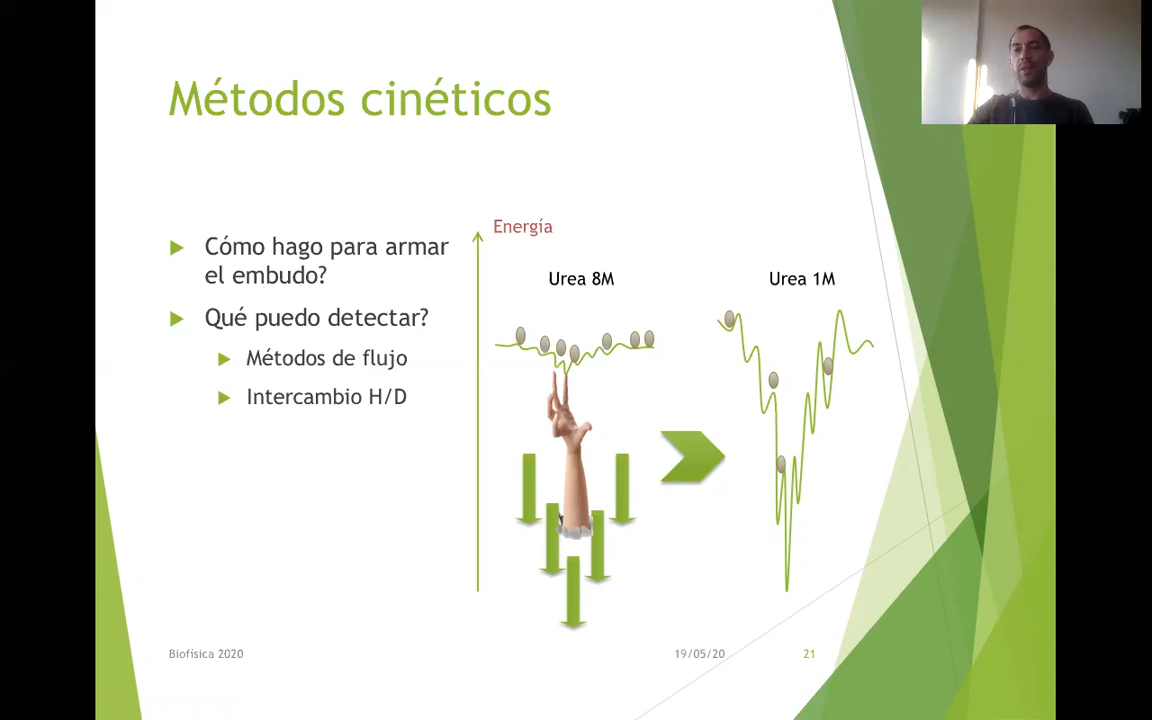 Métodos cinéticos
Cómo hago para armar
el embudo?
Qué puedo detectar?
Métodos de flujo
Intercambio H/D
Energía
Urea 8M
Urea 1M
Biofísica 2020
19/05/20
21